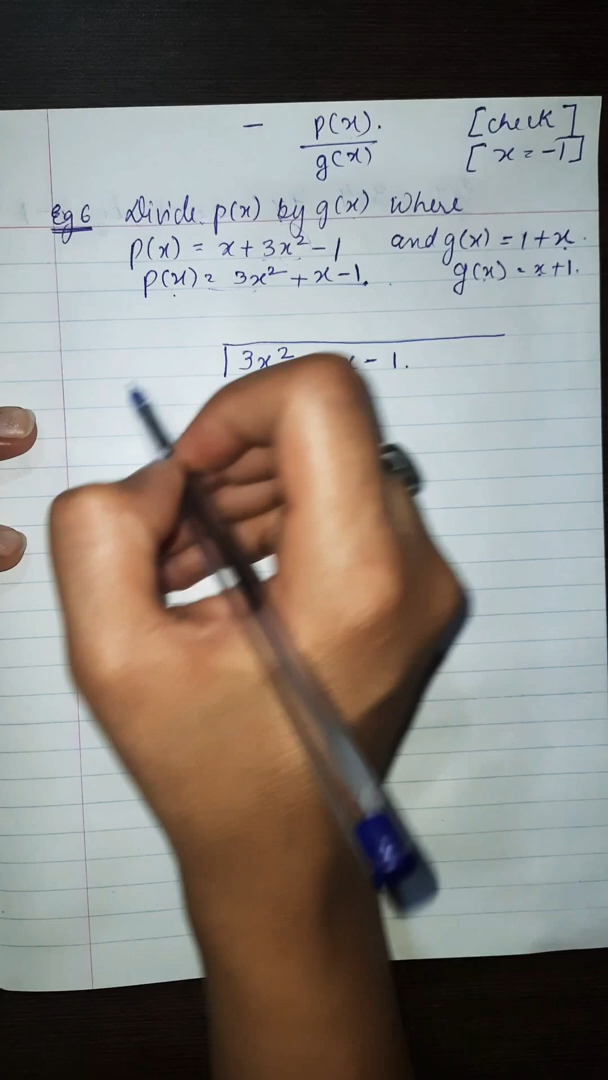 — p(x). [check]
g(x) [x = -1]
Eg 6 Divide p(x) by g(x) where
p(x) = x + 3x² - 1 and g(x) = 1 + x.
p(x) = 3x² + x - 1. g(x) = x + 1.
3x² - 1.